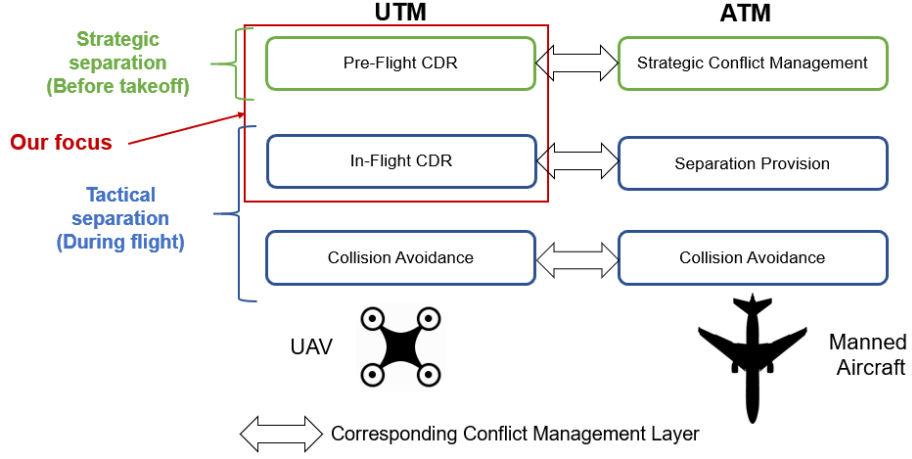 UTM
ATM
Strategic
separation
(Before takeoff)
Pre-Flight CDR
Strategic Conflict Management
Our focus
In-Flight CDR
Separation Provision
Tactical
separation
(During flight)
Collision Avoidance
Collision Avoidance
UAV
Manned
Aircraft
Corresponding Conflict Management Layer